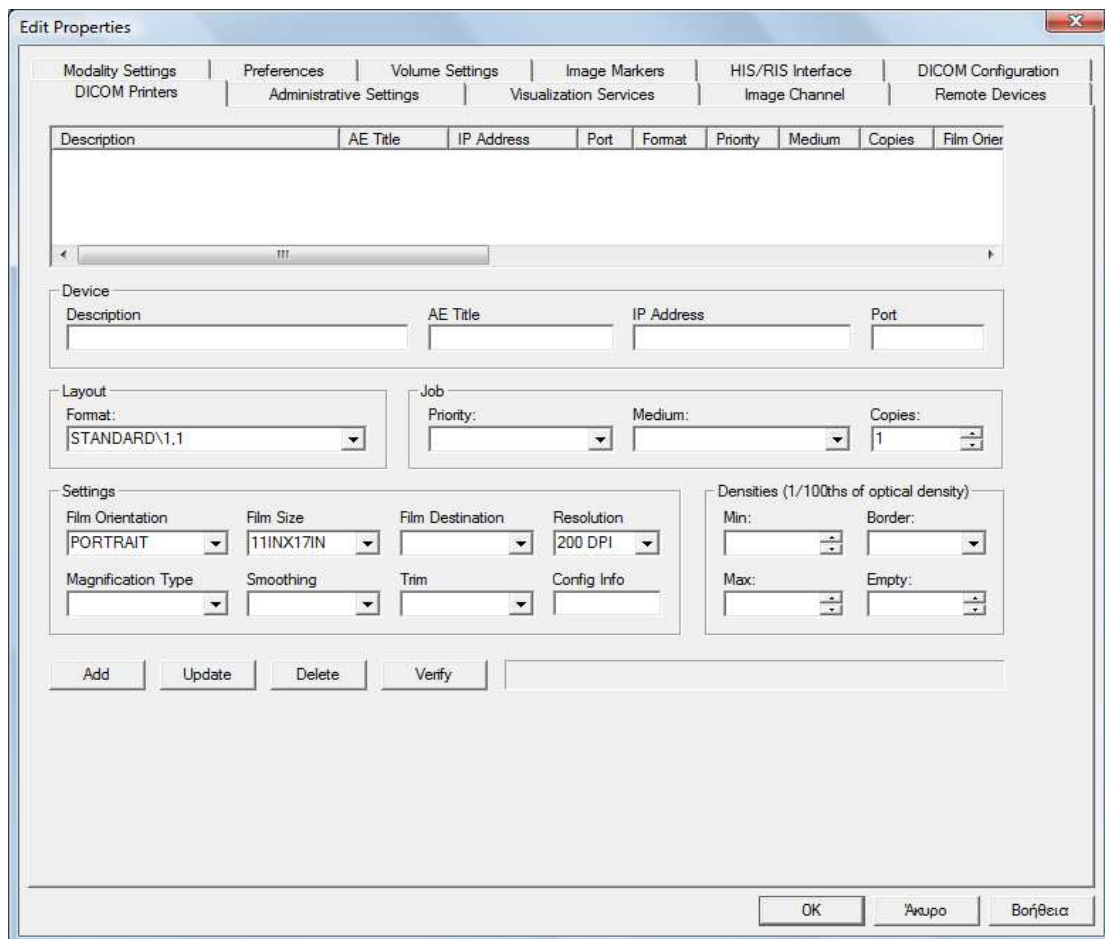 Edit Properties
Modality Settings Preferences Volume Settings Image Markers HIS/RIS Interface DICOM Configuration
DICOM Printers Administrative Settings Visualization Services Image Channel Remote Devices
Description AE Title IP Address Port Format Priority Medium Copies Film Orier
Device
Description AE Title IP Address Port
Layout Job
Format: Priority: Medium: Copies:
STANDARD\1,1 1
Settings Densities (1/100ths of optical density)
Film Orientation Film Size Film Destination Resolution Min: Border:
PORTRAIT 11INX17IN 200 DPI
Magnification Type Smoothing Trim Config Info Max: Empty:
Add Update Delete Verify
OK Άκυρο Βοήθεια